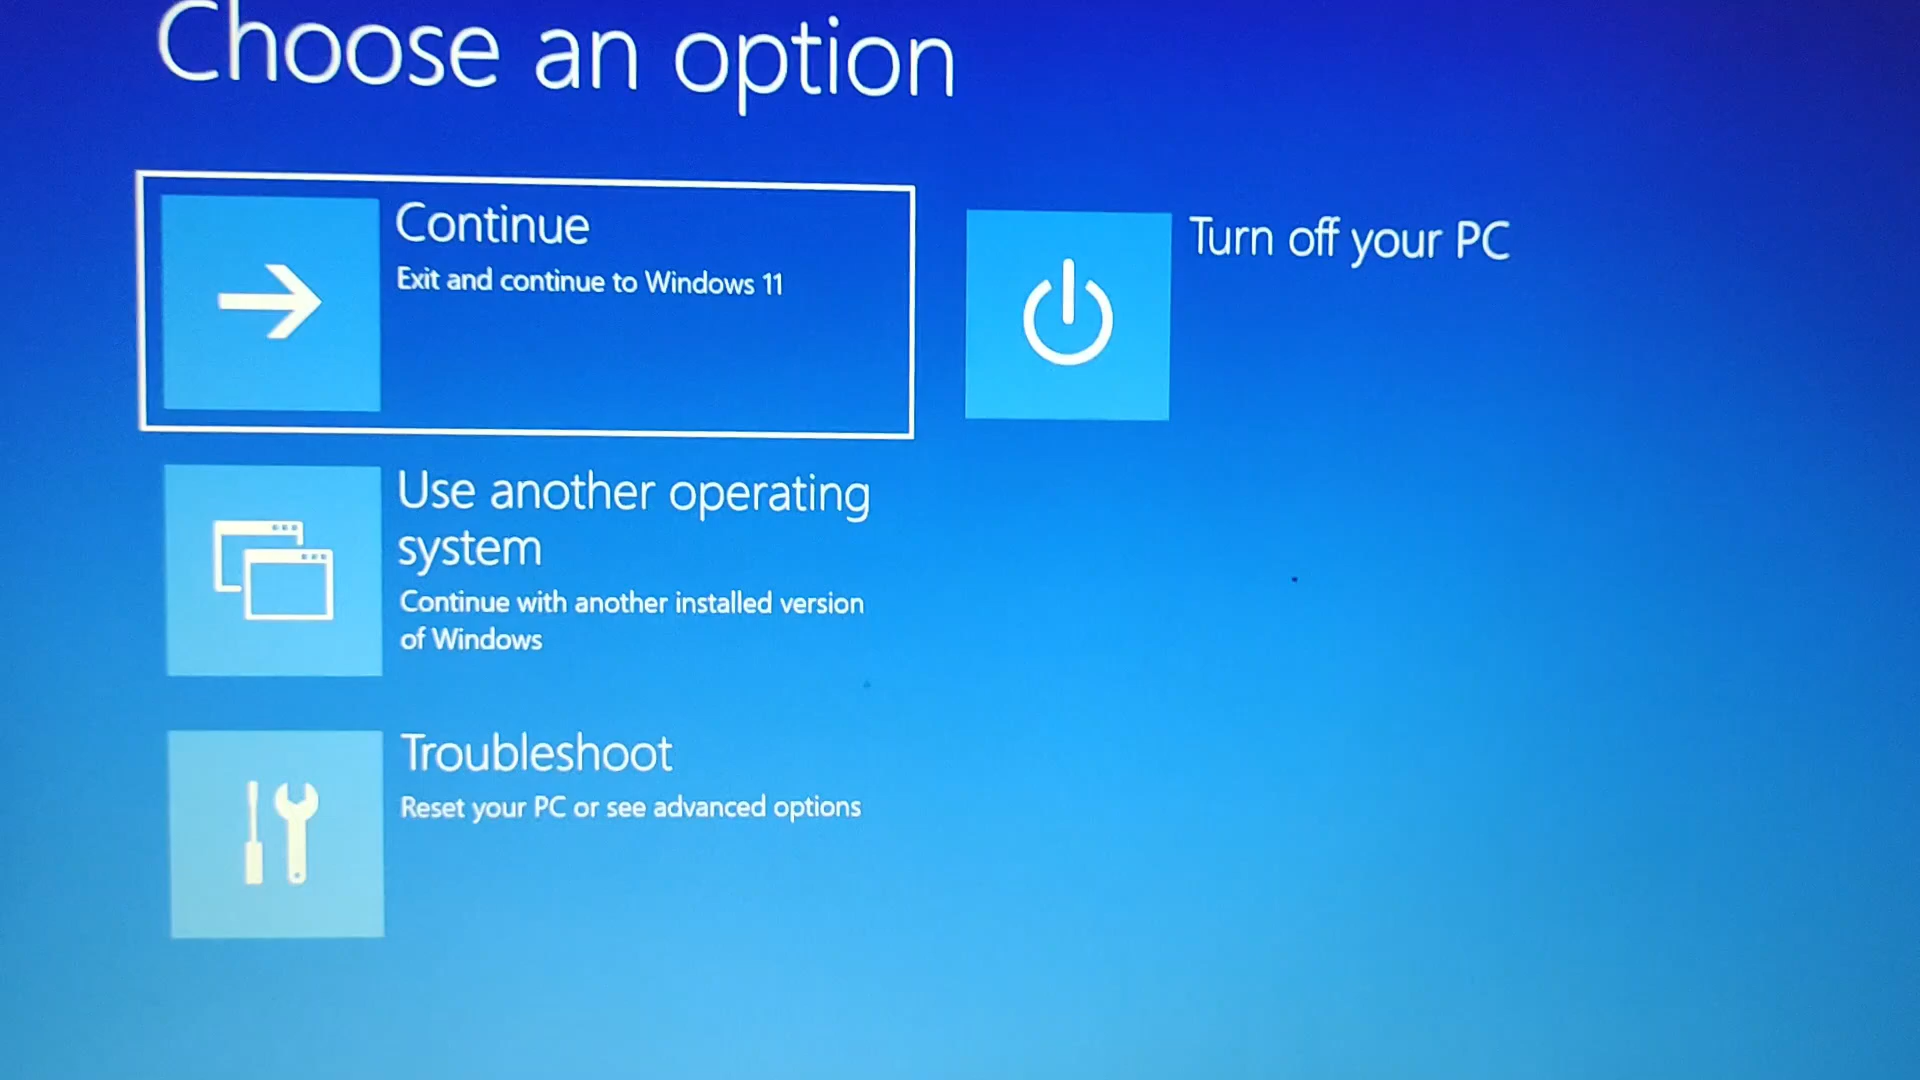 Choose an option
Continue
Exit and continue to Windows 11
Turn off your PC
Use another operating
system
Continue with another installed version
of Windows
Troubleshoot
Reset your PC or see advanced options